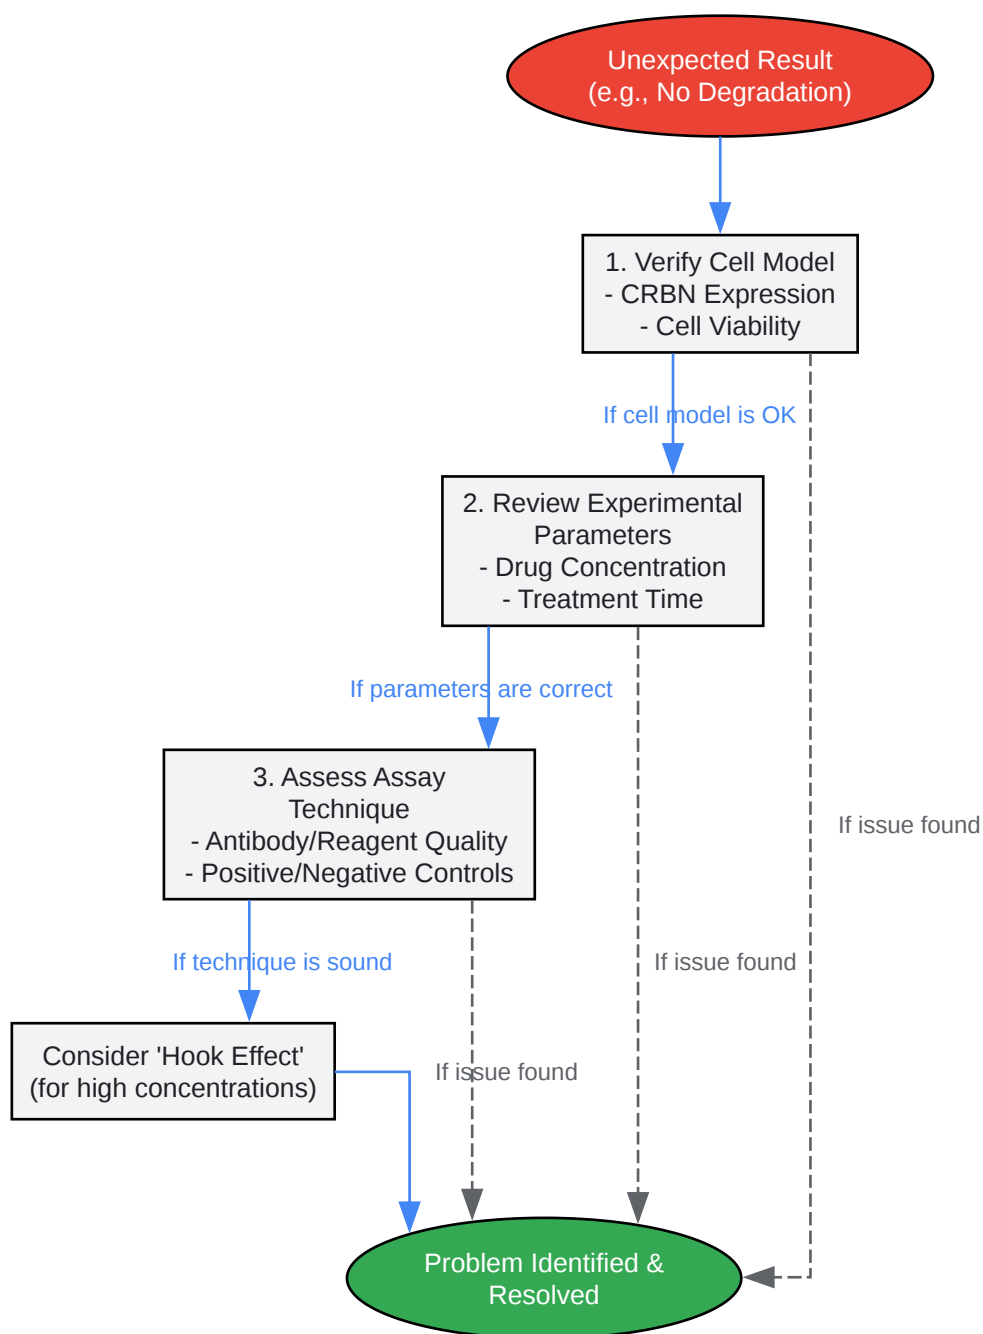 Unexpected Result
(e.g., No Degradation)
1. Verify Cell Model
- CRBN Expression
- Cell Viability
If cell model is OK
2. Review Experimental
Parameters
- Drug Concentration
- Treatment Time
If parameters are correct
3. Assess Assay
Technique
- Antibody/Reagent Quality
- Positive/Negative Controls
If issue found
If technique is sound
If issue found
Consider 'Hook Effect'
(for high concentrations)
If issue found
Problem Identified &
Resolved